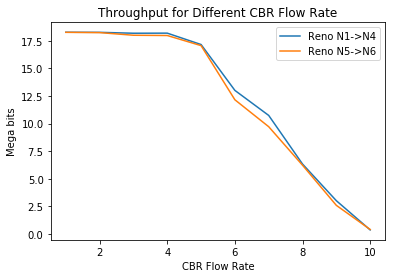 Throughput for Different CBR Flow Rate
Reno N1->N4
Reno N5->N6
Mega bits
17.5
15.0
12.5
10.0
7.5
5.0
2.5
0.0
2 4 6 8 10
CBR Flow Rate